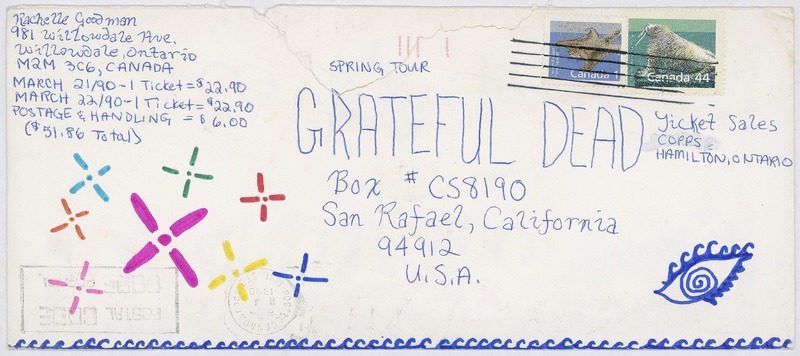 Rachelle Goodman
981 Willowdale Ave.
Willowdale, Ontario
M2M 3C6, CANADA
MARCH 21/90 - 1 Ticket = $22.90
MARCH 22/90 - 1 Ticket = $22.90
POSTAGE & HANDLING = $6.00
($51.86 Total)
Canada 1
Canada 44
SPRING TOUR
GRATEFUL DEAD
Ticket Sales
COPPS
HAMILTON, ONTARIO
Box # CS8190
San Rafael, California
94912
U.S.A.
POSTAL
CODE